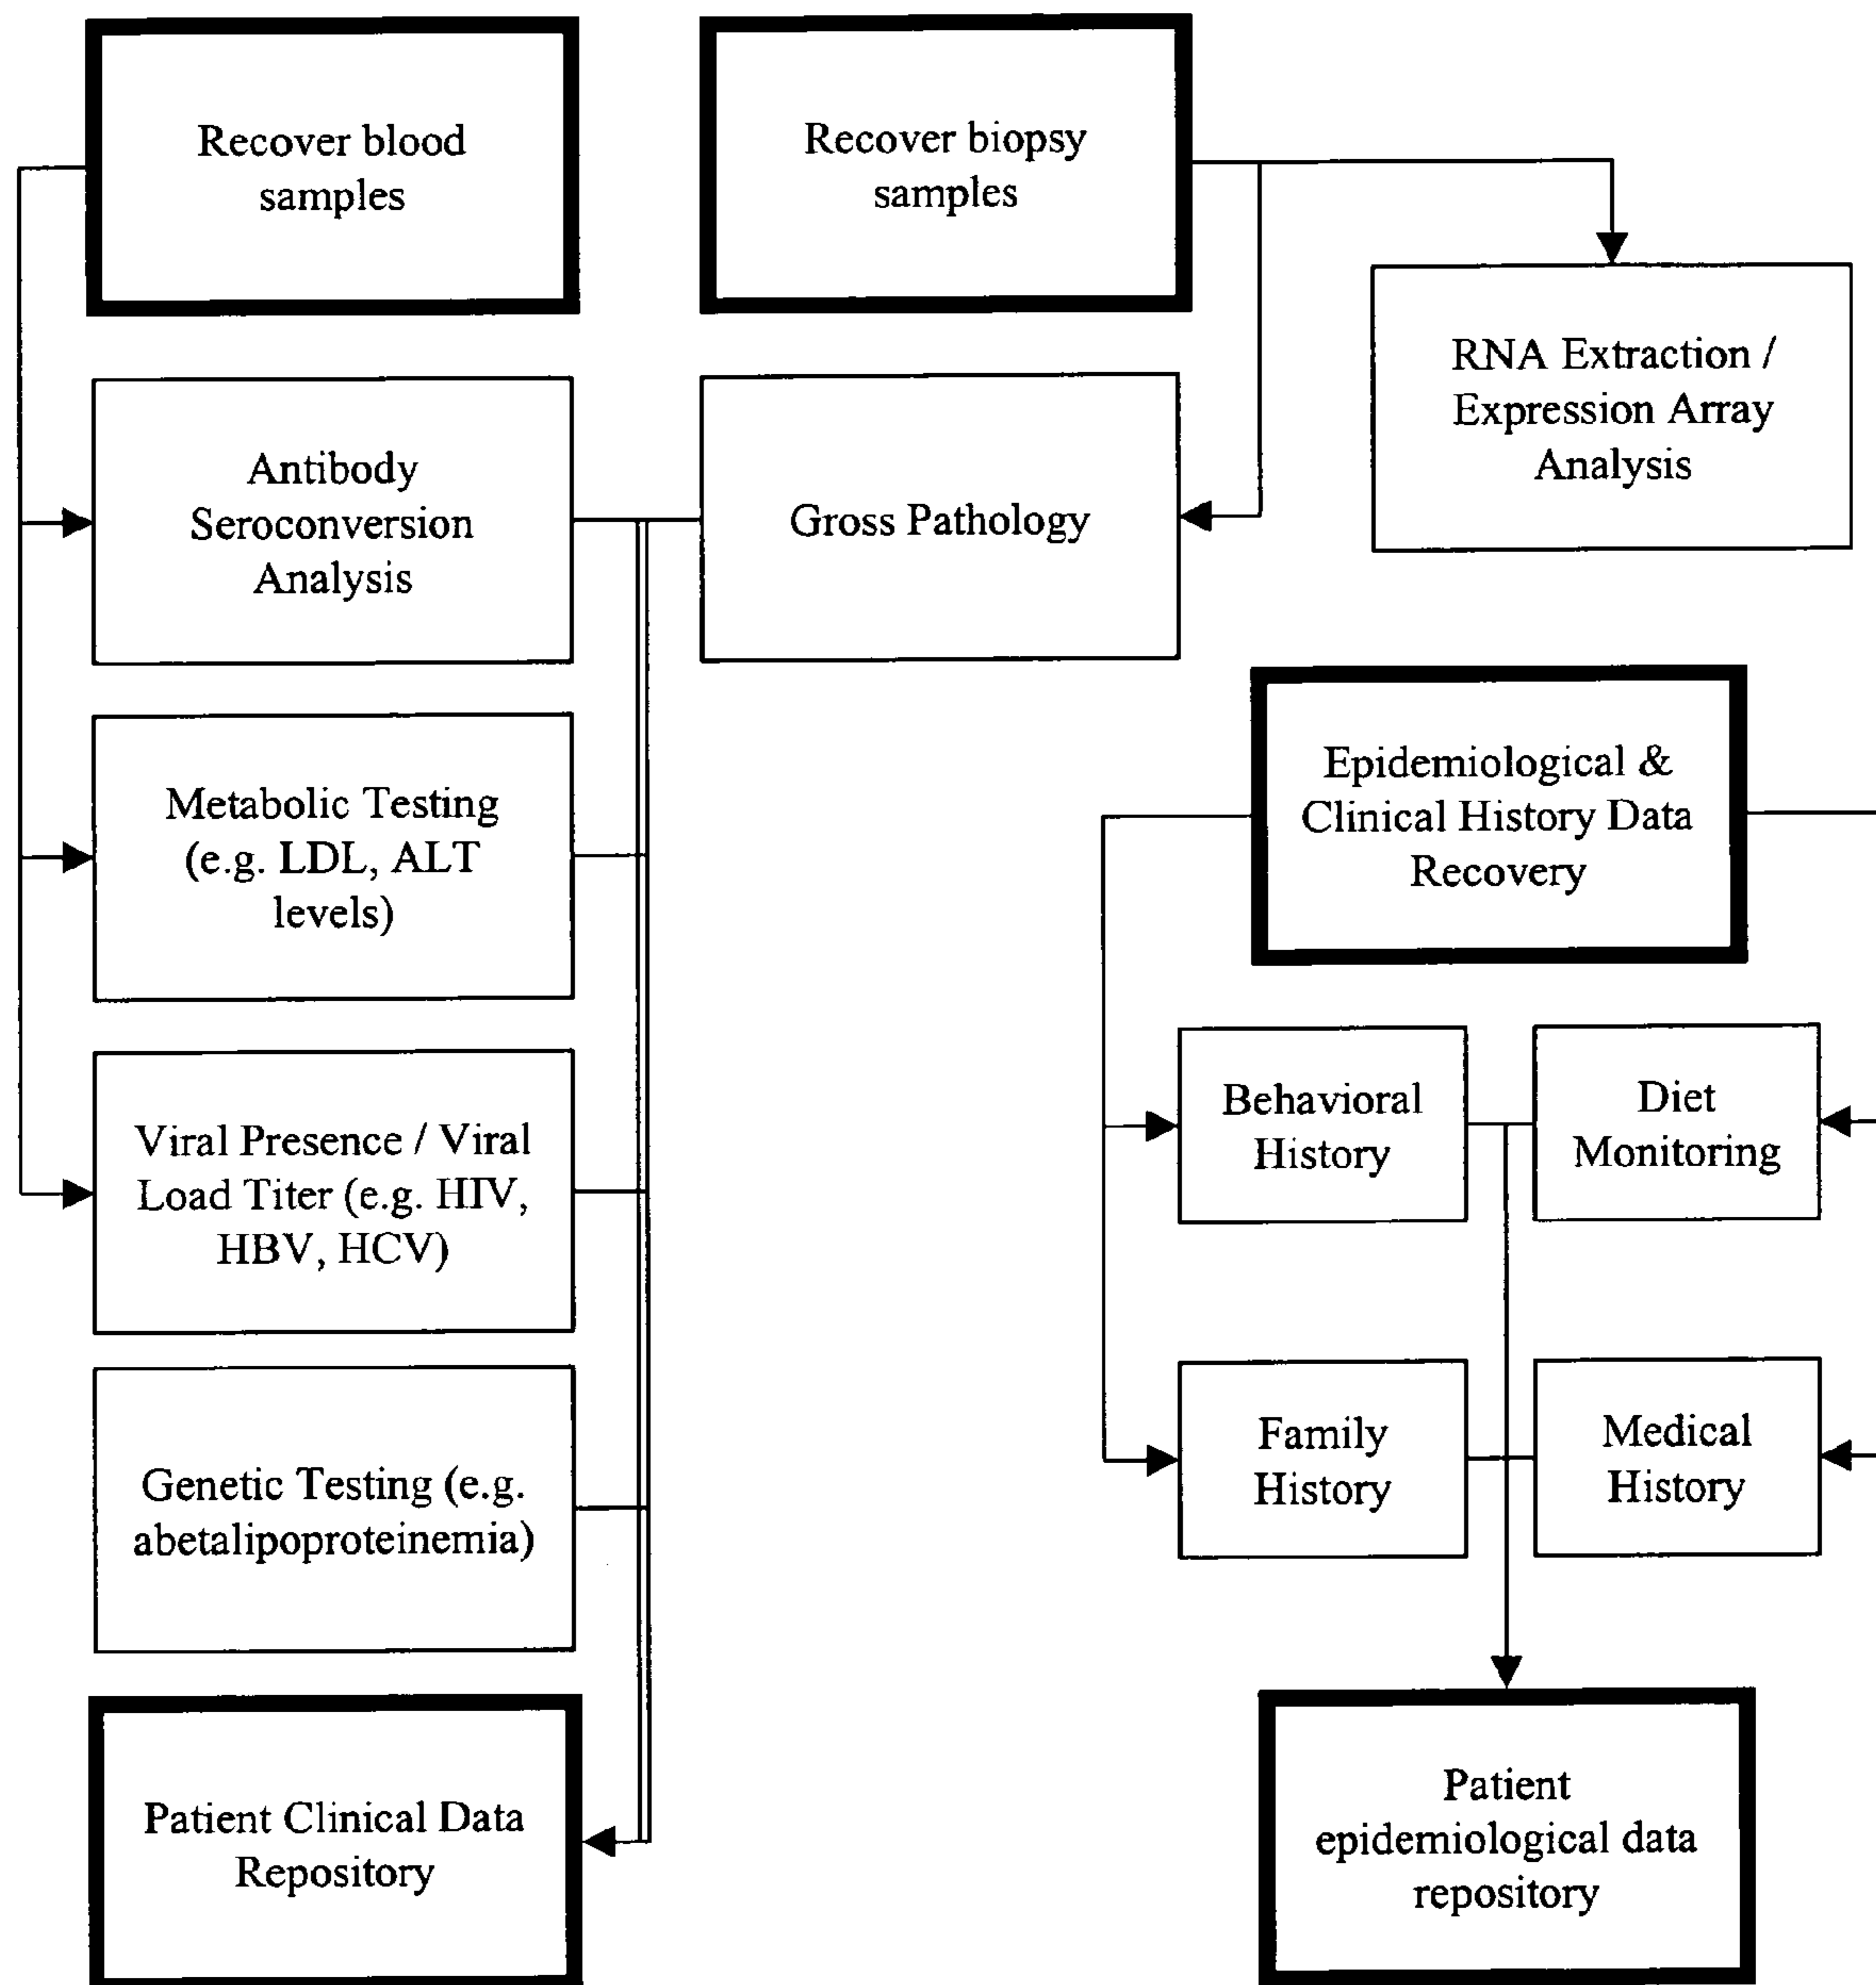 Recover blood
samples
Recover biopsy
samples
RNA Extraction /
Expression Array
Analysis
Antibody
Seroconversion
Analysis
Gross Pathology
Metabolic Testing
(e.g. LDL, ALT
levels)
Epidemiological &
Clinical History Data
Recovery
Viral Presence / Viral
Load Titer (e.g. HIV,
HBV, HCV)
Behavioral
History
Diet
Monitoring
Genetic Testing (e.g.
abetalipoproteinemia)
Family
History
Medical
History
Patient Clinical Data
Repository
Patient
epidemiological data
repository